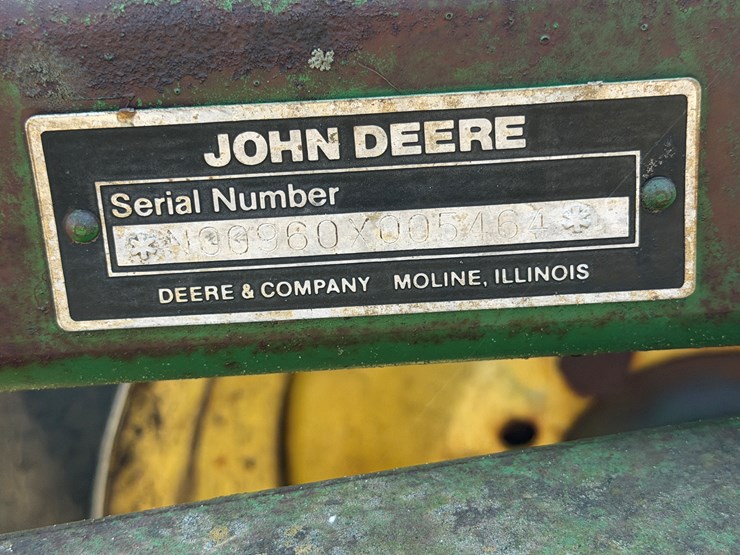 JOHN DEERE
Serial Number
*N00960X005464*
DEERE & COMPANY MOLINE, ILLINOIS